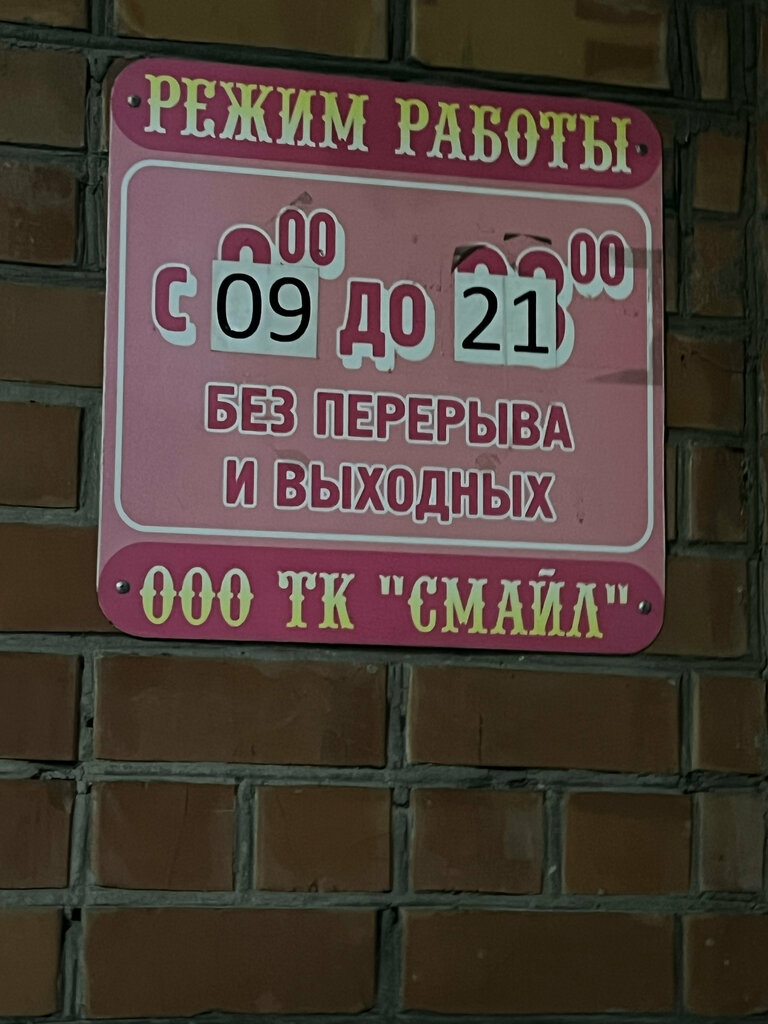 РЕЖИМ РАБОТЫ
С 09 00 ДО 21 00
БЕЗ ПЕРЕРЫВА
И ВЫХОДНЫХ
ООО ТК "СМАЙЛ"